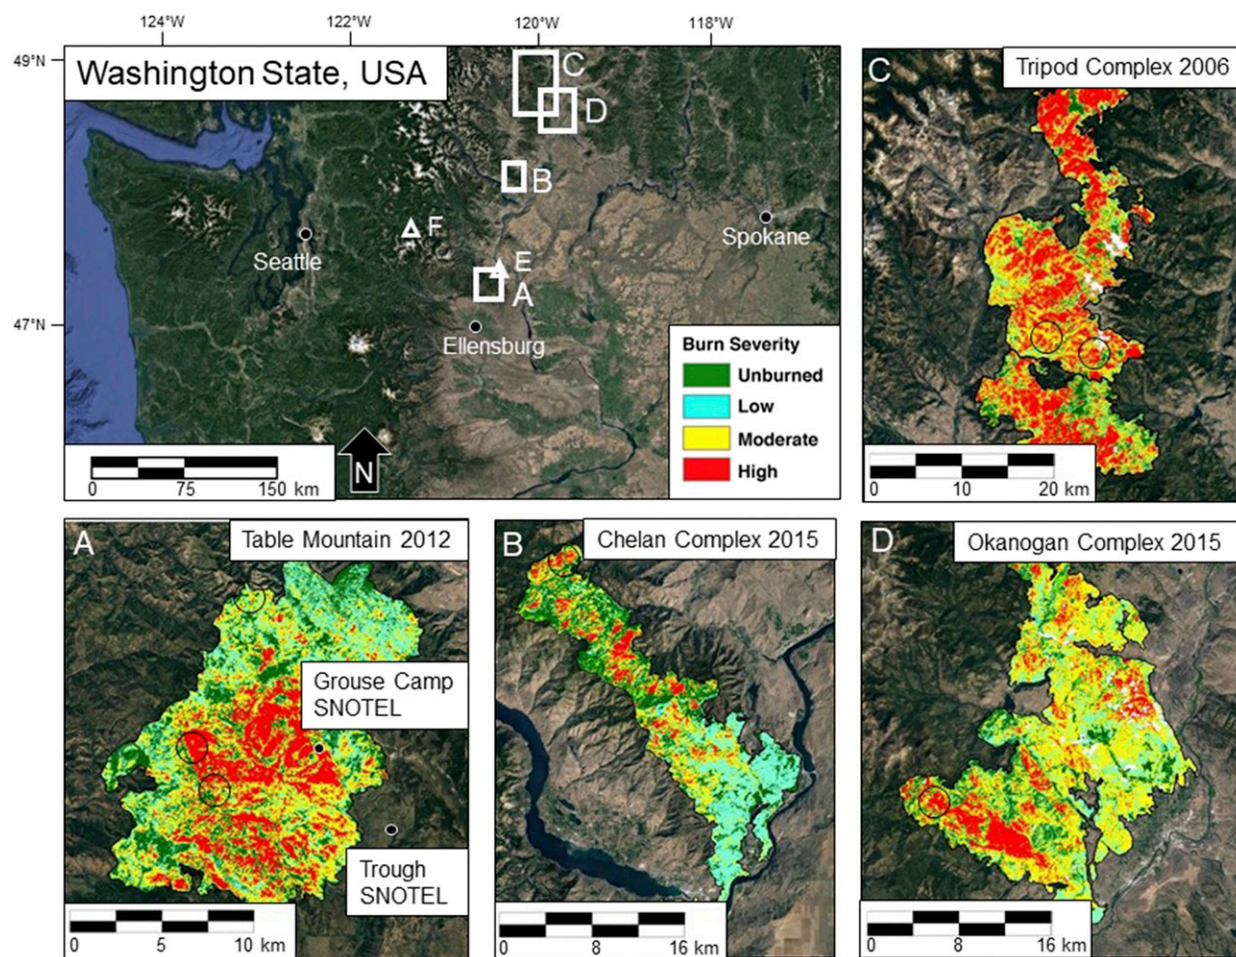 124°W
122°W
120°W
118°W
49°N
47°N
Washington State, USA
C
D
B
F
E
A
Seattle
Spokane
Ellensburg
Burn Severity
Unburned
Low
Moderate
High
N
0 75 150 km
C
Tripod Complex 2006
0 10 20 km
A
Table Mountain 2012
Grouse Camp
SNOTEL
Trough
SNOTEL
0 5 10 km
B
Chelan Complex 2015
0 8 16 km
D
Okanogan Complex 2015
0 8 16 km